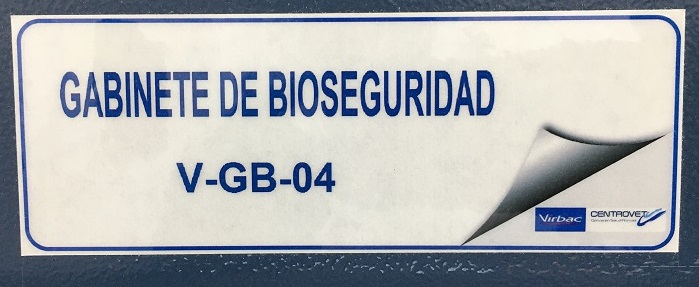 GABINETE DE BIOSEGURIDAD
V-GB-04
Virbac CENTROVET